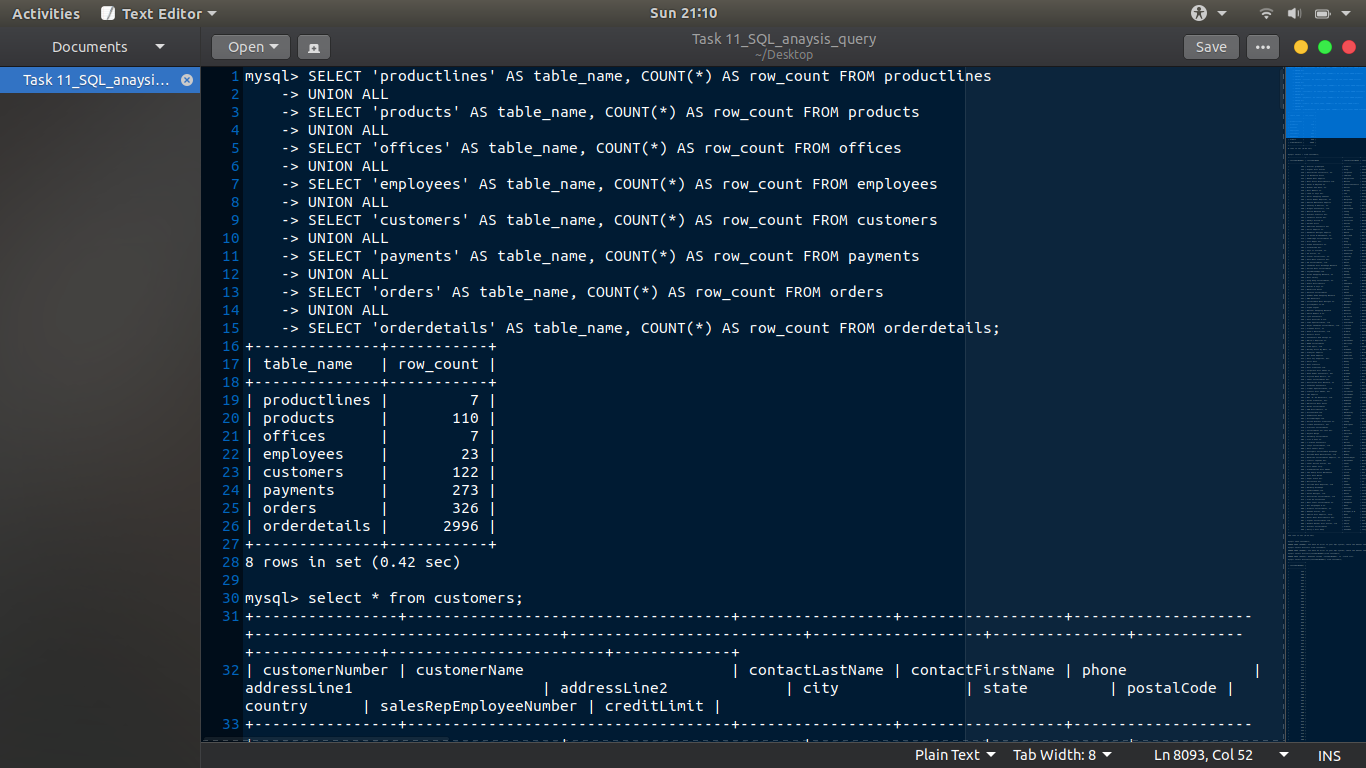 Activities Text Editor Sun 21:10
Documents Open Task 11_SQL_anaysis_query Save
~/Desktop
Task 11_SQL_anaysi...
1 mysql> SELECT 'productlines' AS table_name, COUNT(*) AS row_count FROM productlines
2     -> UNION ALL
3     -> SELECT 'products' AS table_name, COUNT(*) AS row_count FROM products
4     -> UNION ALL
5     -> SELECT 'offices' AS table_name, COUNT(*) AS row_count FROM offices
6     -> UNION ALL
7     -> SELECT 'employees' AS table_name, COUNT(*) AS row_count FROM employees
8     -> UNION ALL
9     -> SELECT 'customers' AS table_name, COUNT(*) AS row_count FROM customers
10     -> UNION ALL
11     -> SELECT 'payments' AS table_name, COUNT(*) AS row_count FROM payments
12     -> UNION ALL
13     -> SELECT 'orders' AS table_name, COUNT(*) AS row_count FROM orders
14     -> UNION ALL
15     -> SELECT 'orderdetails' AS table_name, COUNT(*) AS row_count FROM orderdetails;
16 +--------------+-----------+
17 | table_name   | row_count |
18 +--------------+-----------+
19 | productlines |         7 |
20 | products     |       110 |
21 | offices      |         7 |
22 | employees    |        23 |
23 | customers    |       122 |
24 | payments     |       273 |
25 | orders       |       326 |
26 | orderdetails |      2996 |
27 +--------------+-----------+
28 8 rows in set (0.42 sec)
29
30 mysql> select * from customers;
31 +----------------+------------------------------------+-----------------+------------------+--------------------
+----------------------------------+--------------------------+-------------------+---------------+------------
+--------------+-----------------------+-------------+
32 | customerNumber | customerName                       | contactLastName | contactFirstName | phone              |
addressLine1                     | addressLine2             | city              | state         | postalCode |
country      | salesRepEmployeeNumber | creditLimit |
33 +----------------+------------------------------------+-----------------+------------------+--------------------
Plain Text Tab Width: 8 Ln 8093, Col 52 INS